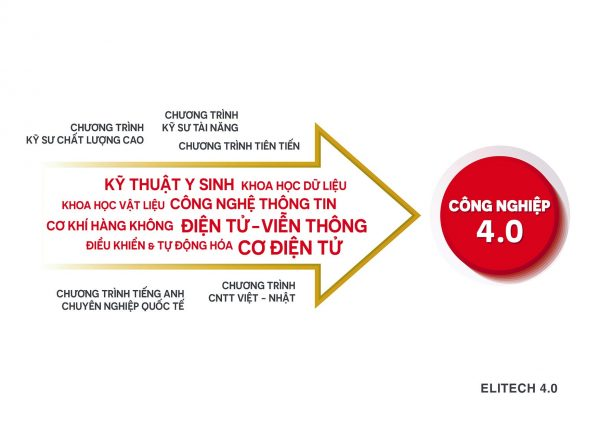 CHƯƠNG TRÌNH
KỸ SƯ CHẤT LƯỢNG CAO
CHƯƠNG TRÌNH
KỸ SƯ TÀI NĂNG
CHƯƠNG TRÌNH TIÊN TIẾN
KỸ THUẬT Y SINH KHOA HỌC DỮ LIỆU
KHOA HỌC VẬT LIỆU CÔNG NGHỆ THÔNG TIN
CƠ KHÍ HÀNG KHÔNG ĐIỆN TỬ-VIỄN THÔNG
ĐIỀU KHIỂN & TỰ ĐỘNG HÓA CƠ ĐIỆN TỬ
CÔNG NGHIỆP
4.0
CHƯƠNG TRÌNH TIẾNG ANH
CHUYÊN NGHIỆP QUỐC TẾ
CHƯƠNG TRÌNH
CNTT VIỆT - NHẬT
ELITECH 4.0